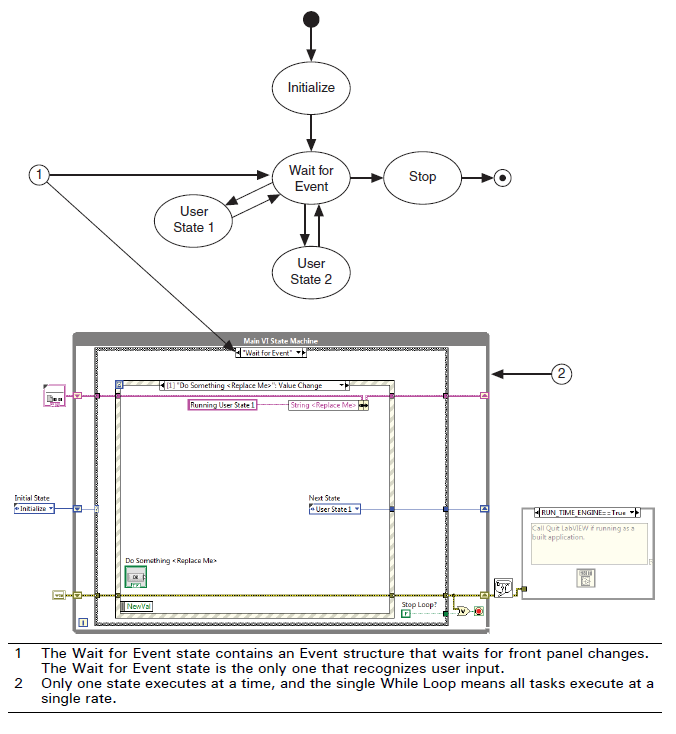 Initialize
Wait for
Event
Stop
1
User
State 1
User
State 2
Main VI State Machine
"Wait for Event"
2
[1] "Do Something <Replace Me>": Value Change
Running User State 1
String <Replace Me>
Initial State
Initialize
Next State
User State 1
RUN_TIME_ENGINE==True
Call Quit LabVIEW if running as a
built application.
Do Something <Replace Me>
OK
NewVal
Stop Loop?
i
1 The Wait for Event state contains an Event structure that waits for front panel changes.
The Wait for Event state is the only one that recognizes user input.
2 Only one state executes at a time, and the single While Loop means all tasks execute at a
single rate.